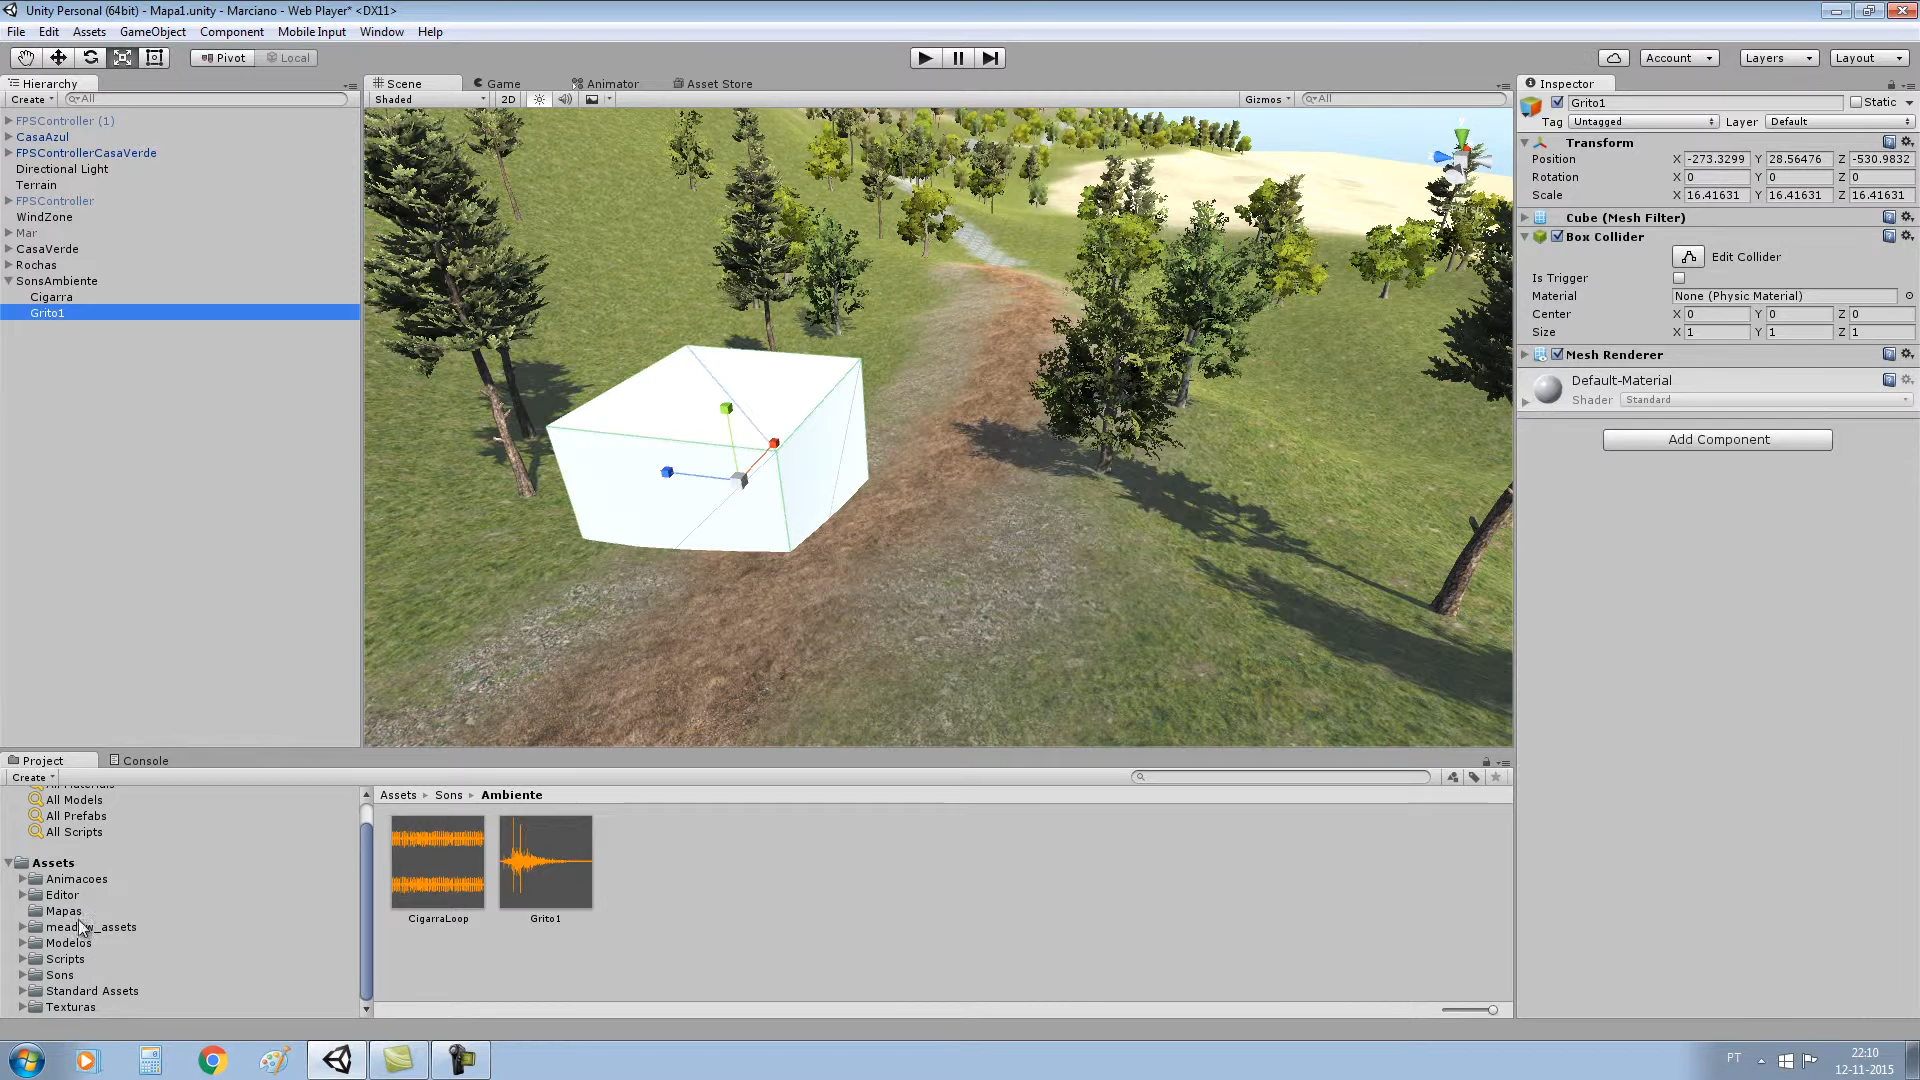 Unity Personal (64bit) - Mapa1.unity - Marciano - Web Player* <DX11>
File Edit Assets GameObject Component Mobile Input Window Help
Pivot Local Account Layers Layout
Hierarchy
Create All
FPSController (1)
CasaAzul
FPSControllerCasaVerde
Directional Light
Terrain
FPSController
WindZone
Mar
CasaVerde
Rochas
SonsAmbiente
Cigarra
Grito1
Scene Game Animator Asset Store
Shaded 2D Gizmos All
y
Inspector
Grito1 Static
Tag Untagged Layer Default
Transform
Position X -273.3299 Y 28.56476 Z -530.9832
Rotation X 0 Y 0 Z 0
Scale X 16.41631 Y 16.41631 Z 16.41631
Cube (Mesh Filter)
Box Collider
Edit Collider
Is Trigger
Material None (Physic Material)
Center X 0 Y 0 Z 0
Size X 1 Y 1 Z 1
Mesh Renderer
Default-Material
Shader Standard
Add Component
Project Console
Create
All Materials
All Models
All Prefabs
All Scripts
Assets
Animacoes
Editor
Mapas
meadow_assets
Modelos
Scripts
Sons
Standard Assets
Texturas
Assets Sons Ambiente
CigarraLoop Grito1
PT 22:10
12-11-2015